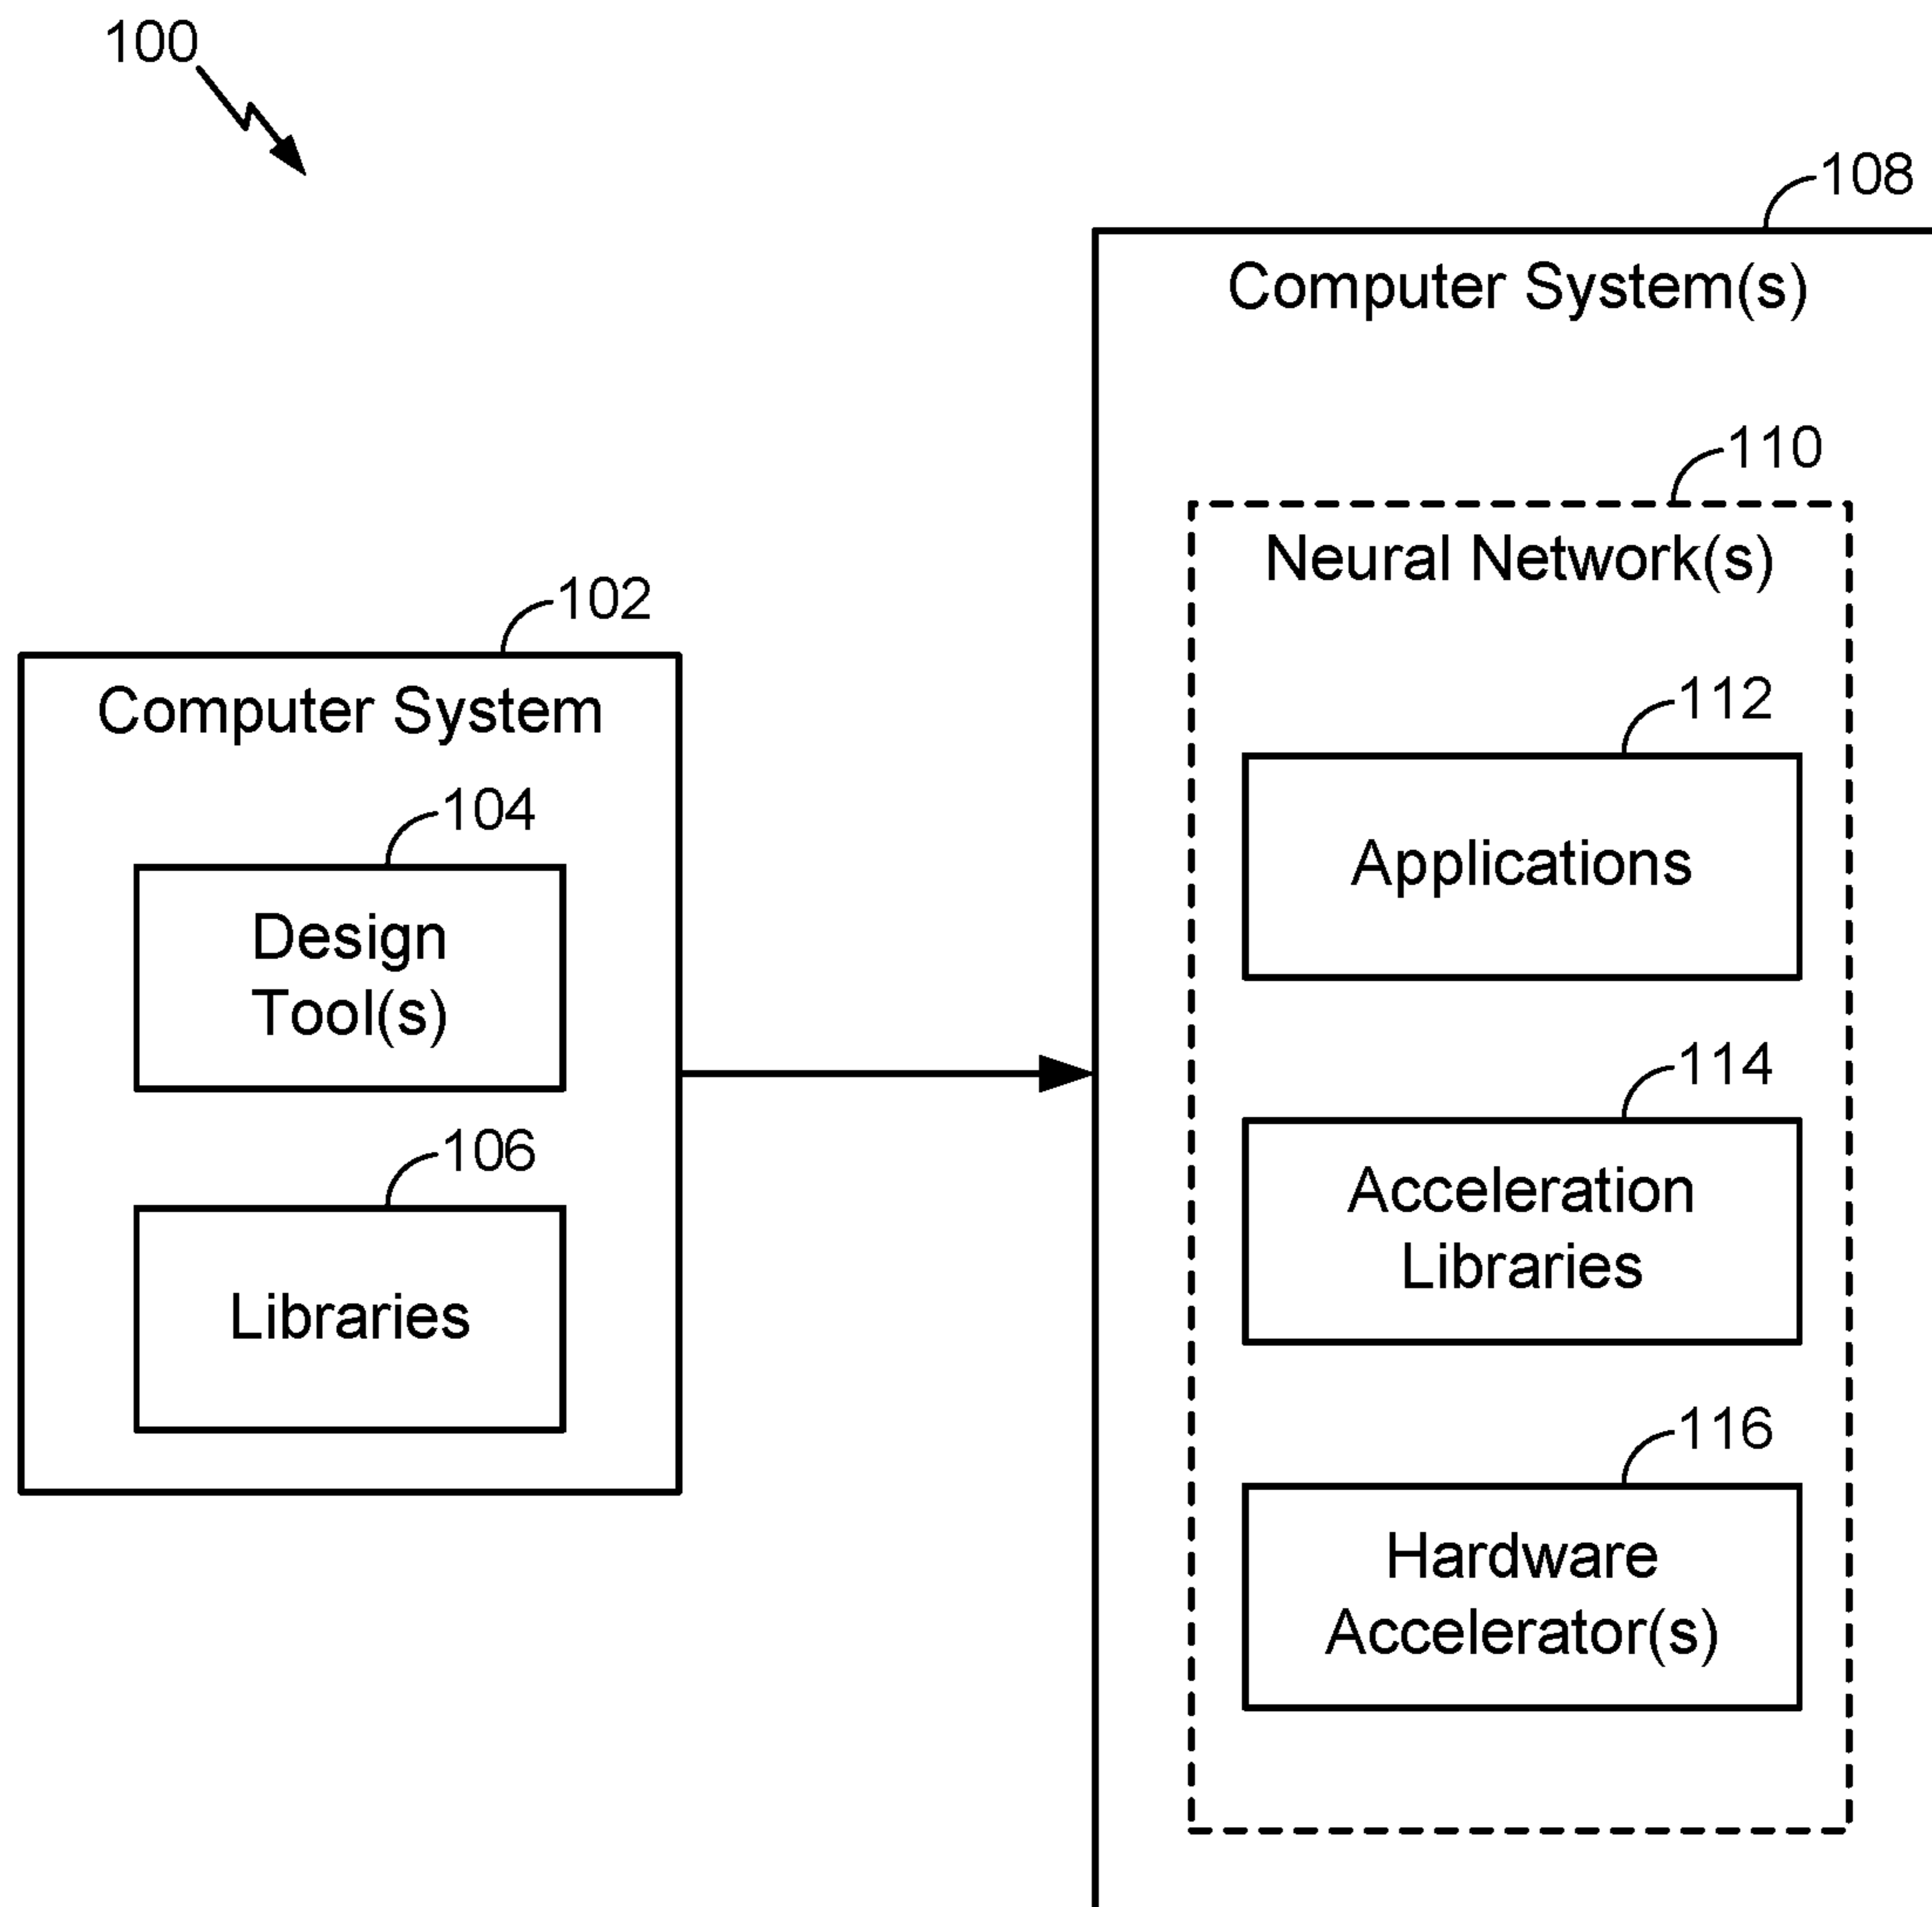 100
108
Computer System(s)
110
Neural Network(s)
102
Computer System
112
Applications
104
Design
Tool(s)
114
Acceleration
Libraries
106
Libraries
116
Hardware
Accelerator(s)